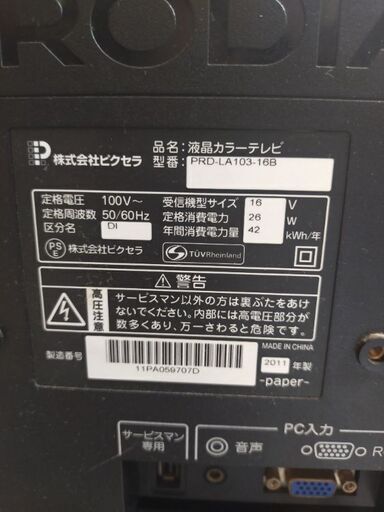 RODIA
株式会社ピクセラ
品名: 液晶カラーテレビ
型番: PRD-LA103-16B
定格電圧 100V～
定格周波数 50/60Hz
区分名 DI
受信機型サイズ 16 V
定格消費電力 26 W
年間消費電力量 42 kWh/年
PS E 株式会社ピクセラ
TÜVRheinland
警告
高圧注意
サービスマン以外の方は裏ぶたをあけ
ないでください。内部には高電圧部分が
数多くあり、万一さわると危険です。
MADE IN CHINA
製造番号
11PA059707D
2011 年製
-paper-
サービスマン
専用
PC入力
音声
R